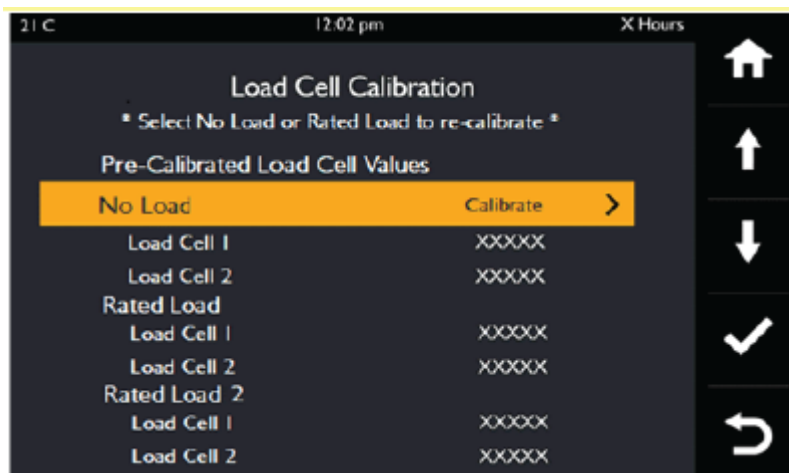 21 C 12:02 pm X Hours
Load Cell Calibration
* Select No Load or Rated Load to re-calibrate *
Pre-Calibrated Load Cell Values
No Load Calibrate >
Load Cell 1 XXXXX
Load Cell 2 XXXXX
Rated Load
Load Cell 1 XXXXX
Load Cell 2 XXXXX
Rated Load 2
Load Cell 1 XXXXX
Load Cell 2 XXXXX